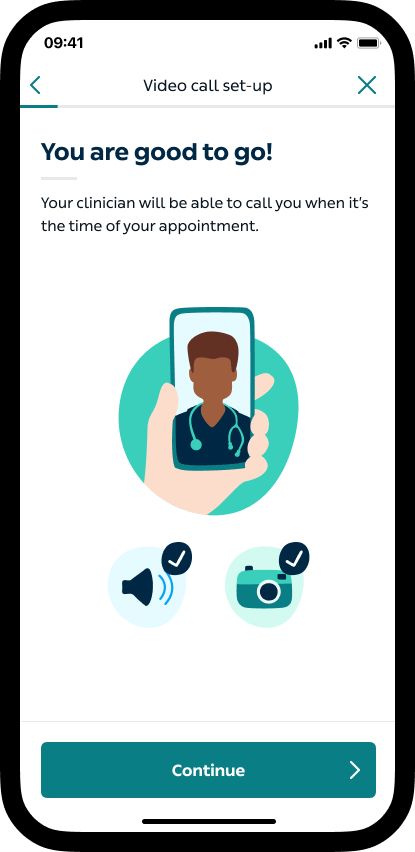 09:41
Video call set-up
You are good to go!
Your clinician will be able to call you when it's
the time of your appointment.
Continue